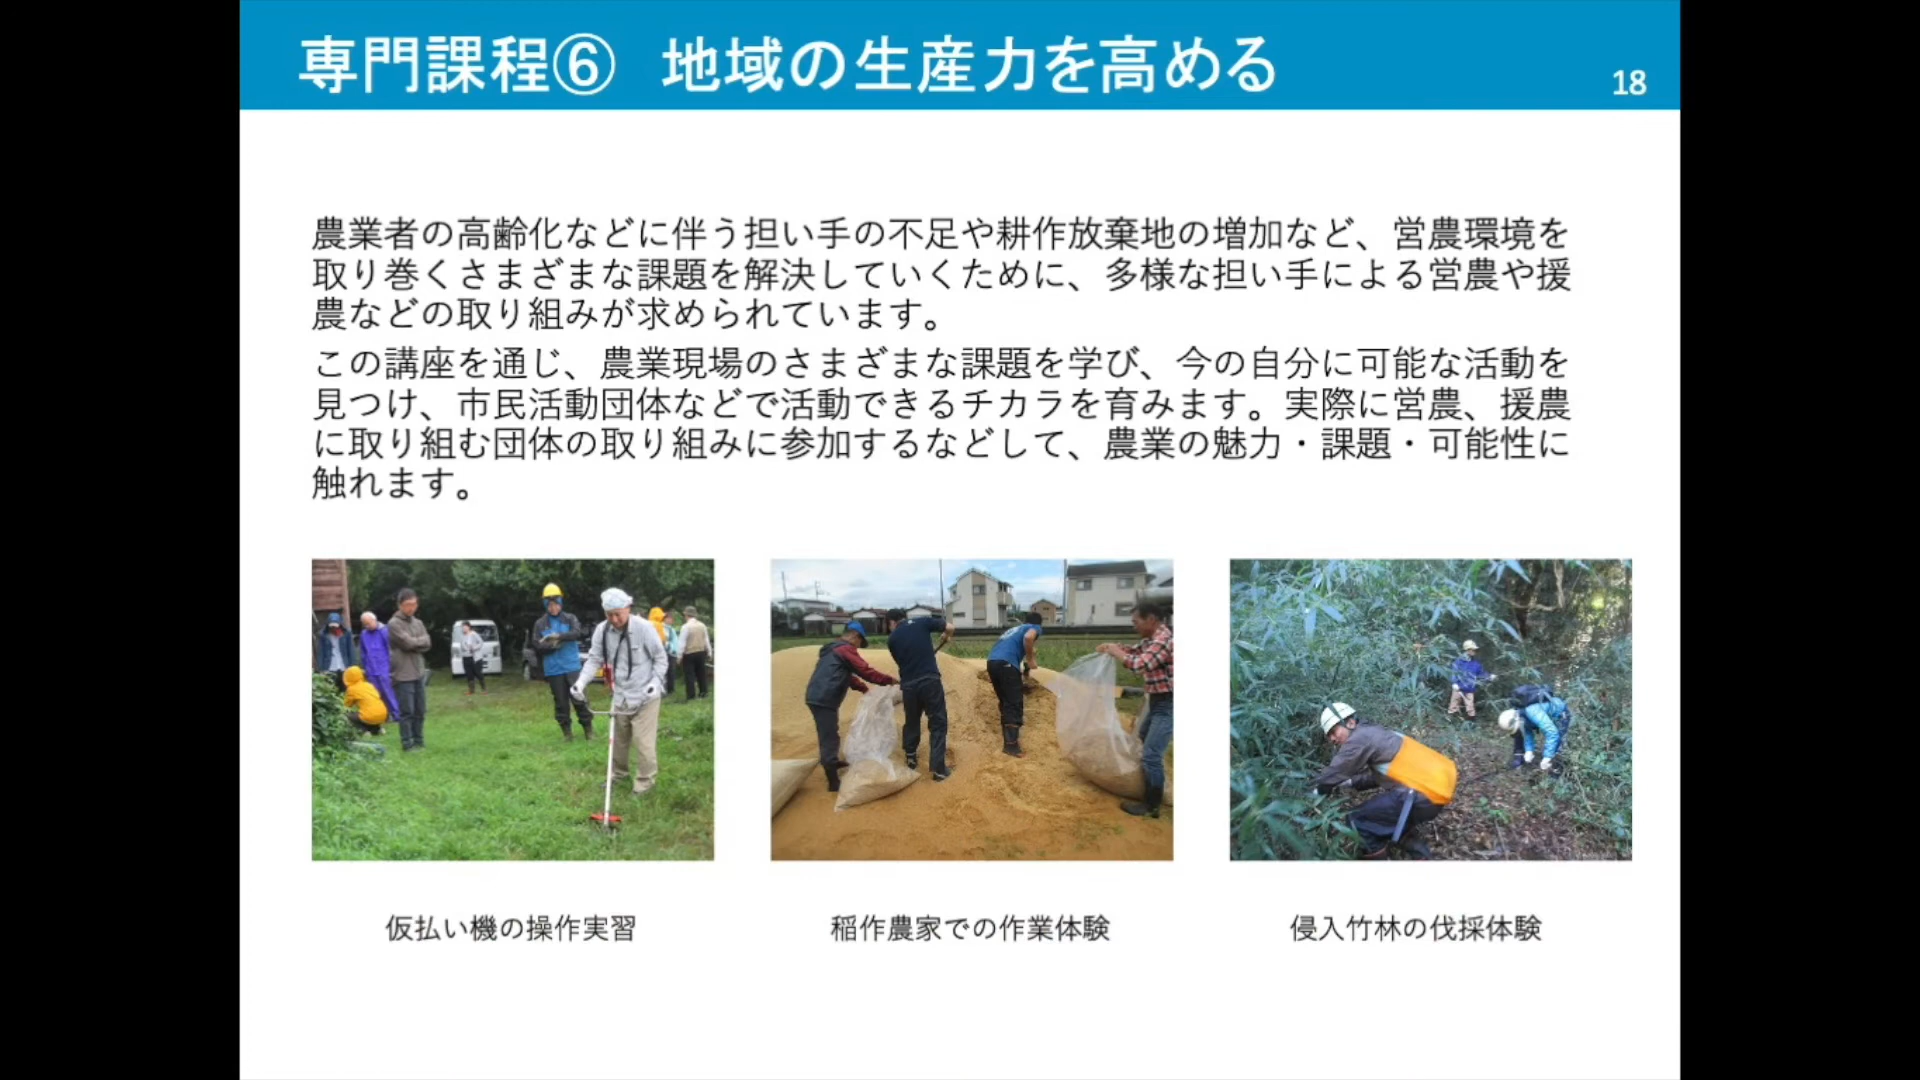 専門課程⑥ 地域の生産力を高める
18
農業者の高齢化などに伴う担い手の不足や耕作放棄地の増加など、営農環境を
取り巻くさまざまな課題を解決していくために、多様な担い手による営農や援
農などの取り組みが求められています。
この講座を通じ、農業現場のさまざまな課題を学び、今の自分に可能な活動を
見つけ、市民活動団体などで活動できるチカラを育みます。実際に営農、援農
に取り組む団体の取り組みに参加するなどして、農業の魅力・課題・可能性に
触れます。
仮払い機の操作実習
稲作農家での作業体験
侵入竹林の伐採体験